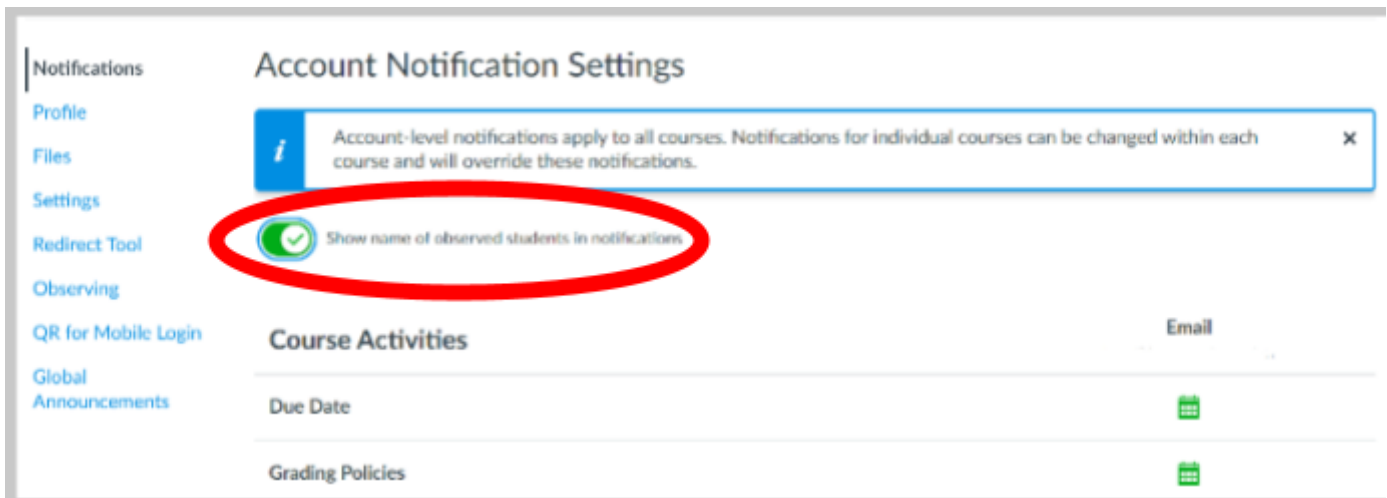 Notifications
Profile
Files
Settings
Redirect Tool
Observing
QR for Mobile Login
Global
Announcements
Account Notification Settings
i
Account-level notifications apply to all courses. Notifications for individual courses can be changed within each
course and will override these notifications.
Show name of observed students in notifications
Course Activities
Email
Due Date
Grading Policies